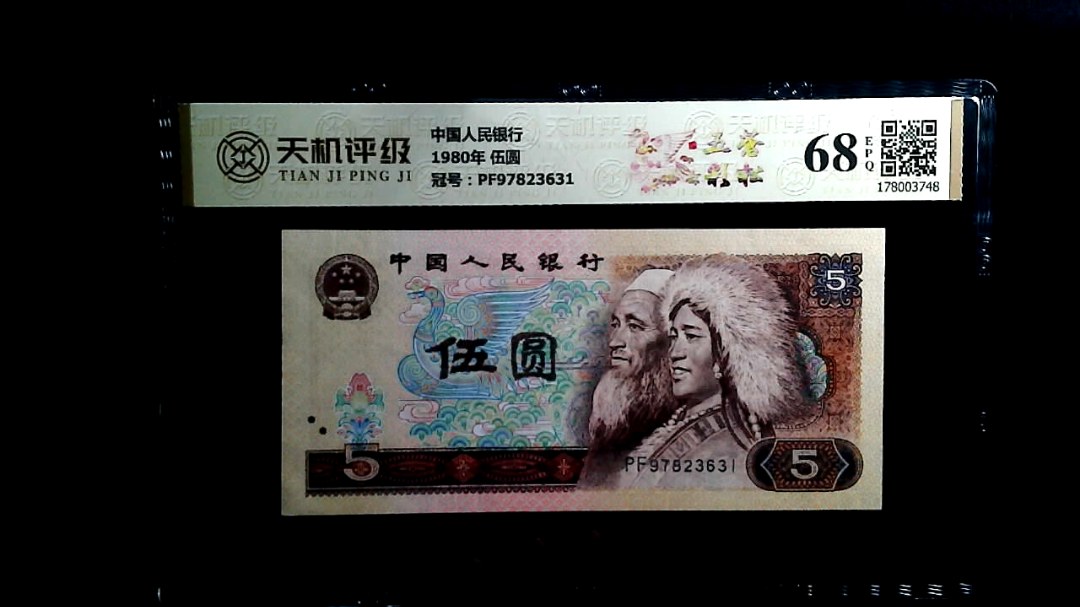 天机评级
TIAN JI PING JI
中国人民银行
1980年 伍圆
冠号：PF97823631
五
68
EPQ
178003748
中国人民银行
5
伍圆
5
PF97823631
5